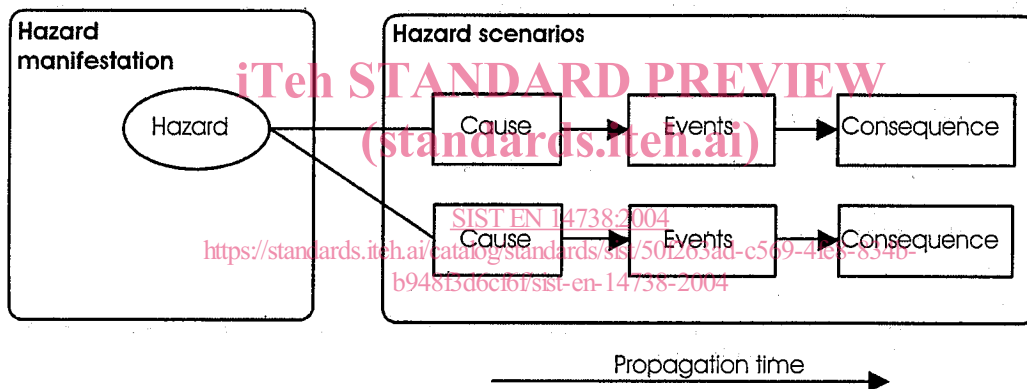 Hazard
manifestation
Hazard scenarios
iTeh STANDARD PREVIEW
Hazard
Cause
Events
Consequence
(standards.iteh.ai)
SIST EN 14738:2004
Cause
Events
Consequence
https://standards.iteh.ai/catalog/standards/sist/50f263ad-c569-4fe8-834b-
b948f3d6cf6f/sist-en-14738-2004
Propagation time